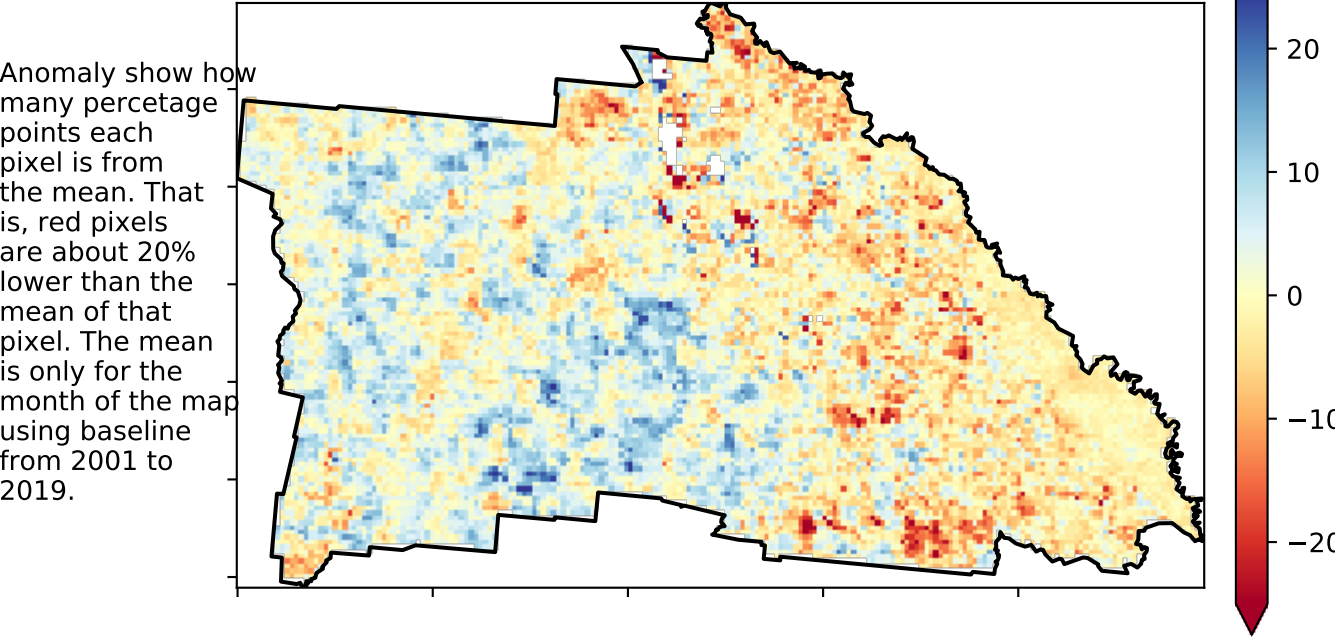 Anomaly show how
many percetage
points each
pixel is from
the mean. That
is, red pixels
are about 20%
lower than the
mean of that
pixel. The mean
is only for the
month of the map
using baseline
from 2001 to
2019.
20
10
0
−10
−20